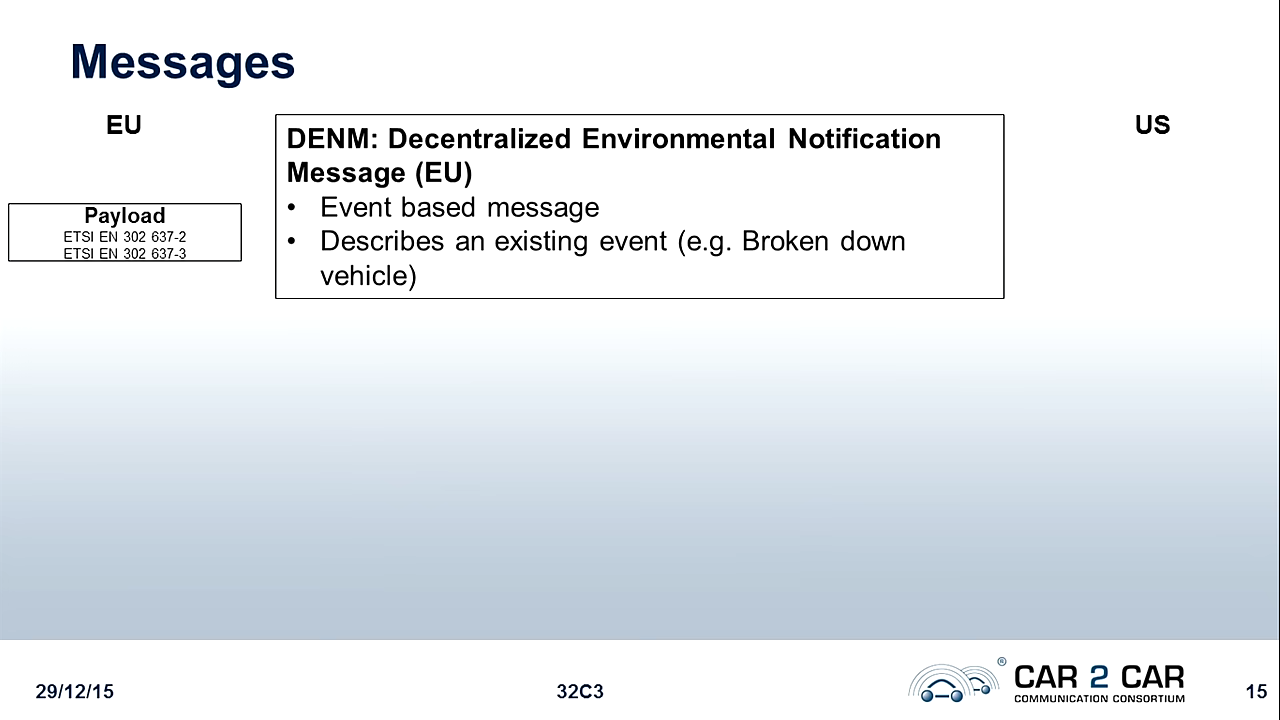 Messages
EU
US
DENM: Decentralized Environmental Notification
Message (EU)
• Event based message
• Describes an existing event (e.g. Broken down
vehicle)
Payload
ETSI EN 302 637-2
ETSI EN 302 637-3
29/12/15
32C3
®
CAR 2 CAR
COMMUNICATION CONSORTIUM
15